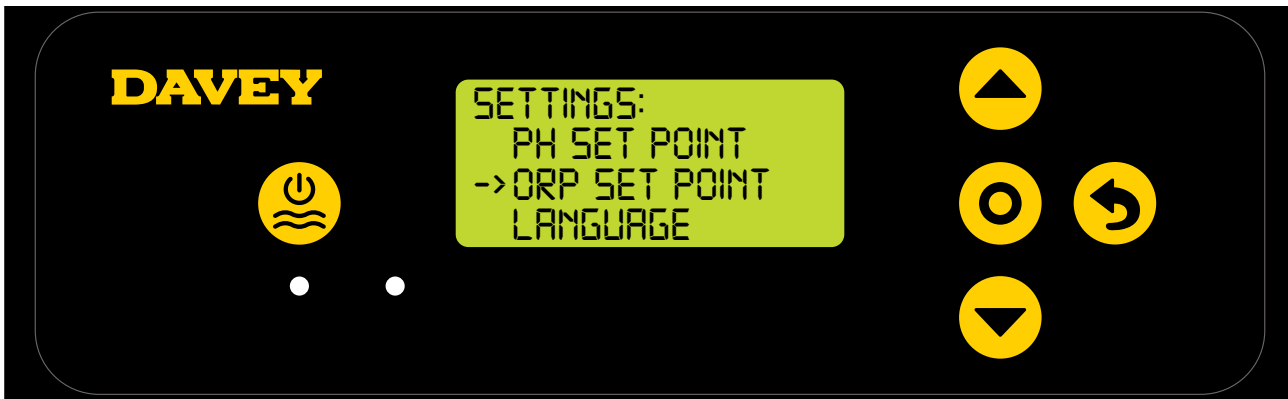 DAVEY
SETTINGS:
PH SET POINT
->ORP SET POINT
LANGUAGE